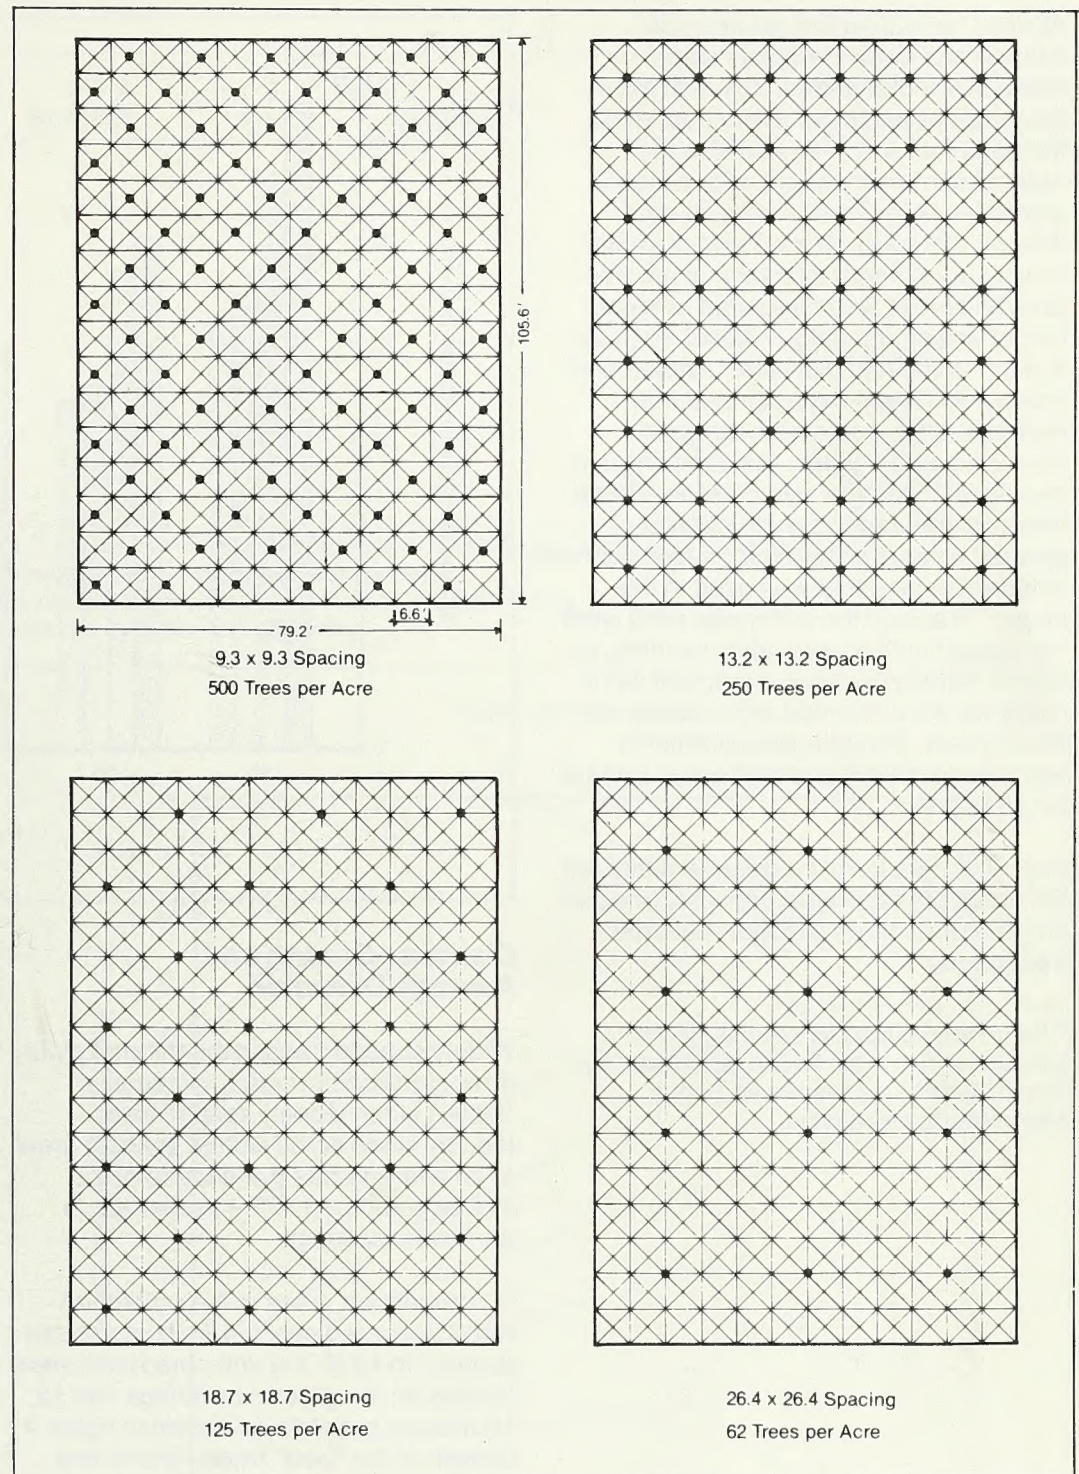 105.6'
6.6'
79.2'
9.3 x 9.3 Spacing
500 Trees per Acre
13.2 x 13.2 Spacing
250 Trees per Acre
18.7 x 18.7 Spacing
125 Trees per Acre
26.4 x 26.4 Spacing
62 Trees per Acre